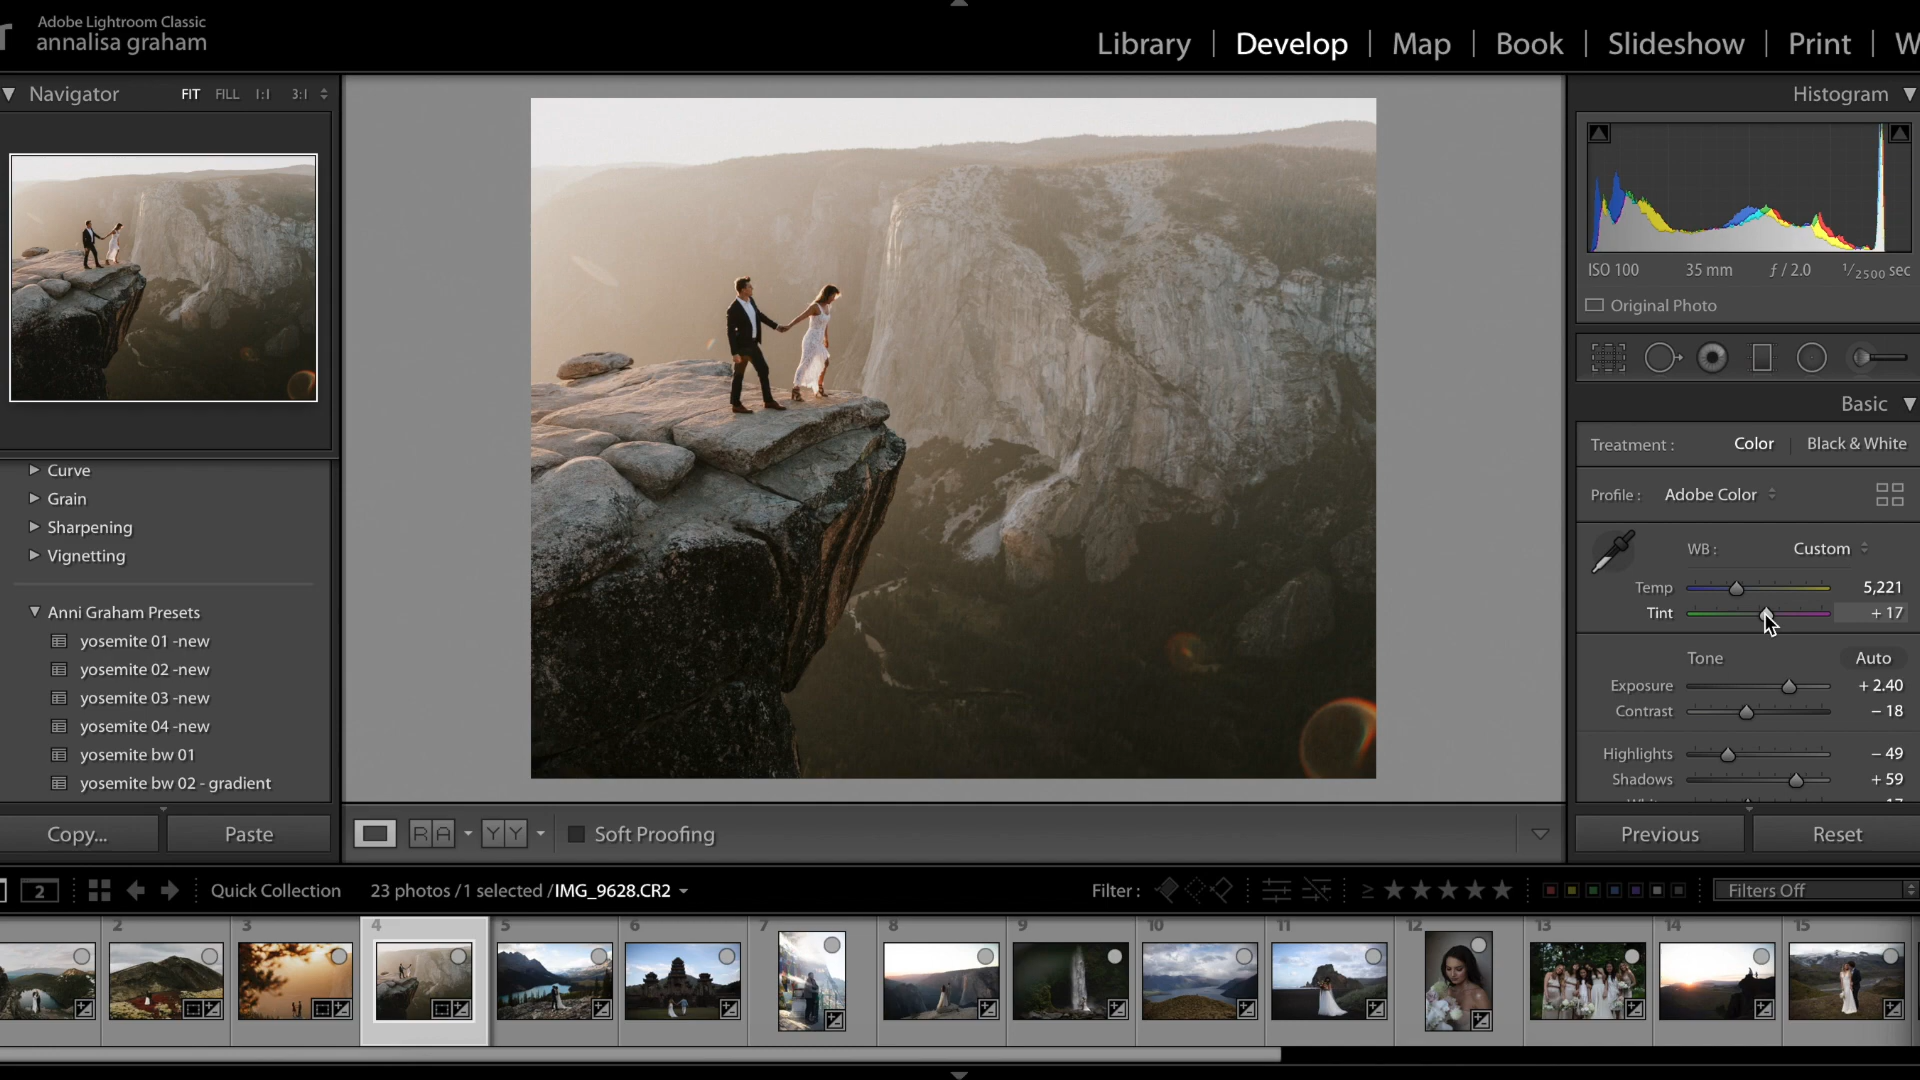 Adobe Lightroom Classic
annalisa graham
Library | Develop | Map | Book | Slideshow | Print | W
Navigator FIT FILL 1:1 3:1
Curve
Grain
Sharpening
Vignetting
Anni Graham Presets
yosemite 01 -new
yosemite 02 -new
yosemite 03 -new
yosemite 04 -new
yosemite bw 01
yosemite bw 02 - gradient
Copy... Paste
R A Y Y Soft Proofing
Histogram
ISO 100 35 mm ƒ / 2.0 1/2500 sec
Original Photo
Basic
Treatment : Color | Black & White
Profile : Adobe Color
WB : Custom
Temp 5,221
Tint + 17
Tone Auto
Exposure + 2.40
Contrast − 18
Highlights − 49
Shadows + 59
Previous Reset
2 Quick Collection 23 photos /1 selected /IMG_9628.CR2 Filter : ≥ Filters Off
2 3 4 5 6 7 8 9 10 11 12 13 14 15